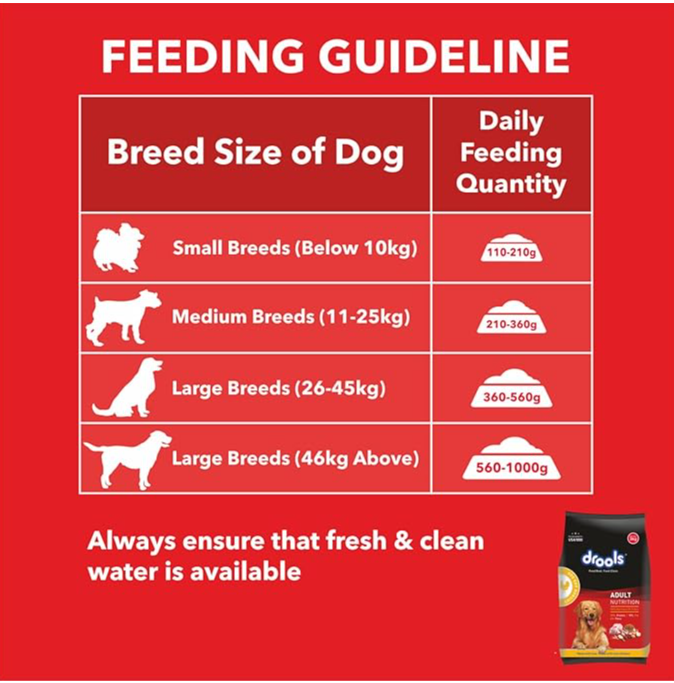 FEEDING GUIDELINE
Breed Size of Dog
Daily
Feeding
Quantity
Small Breeds (Below 10kg)
110-210g
Medium Breeds (11-25kg)
210-360g
Large Breeds (26-45kg)
360-560g
Large Breeds (46kg Above)
560-1000g
Always ensure that fresh & clean
water is available
drools
ADULT
NUTRITION